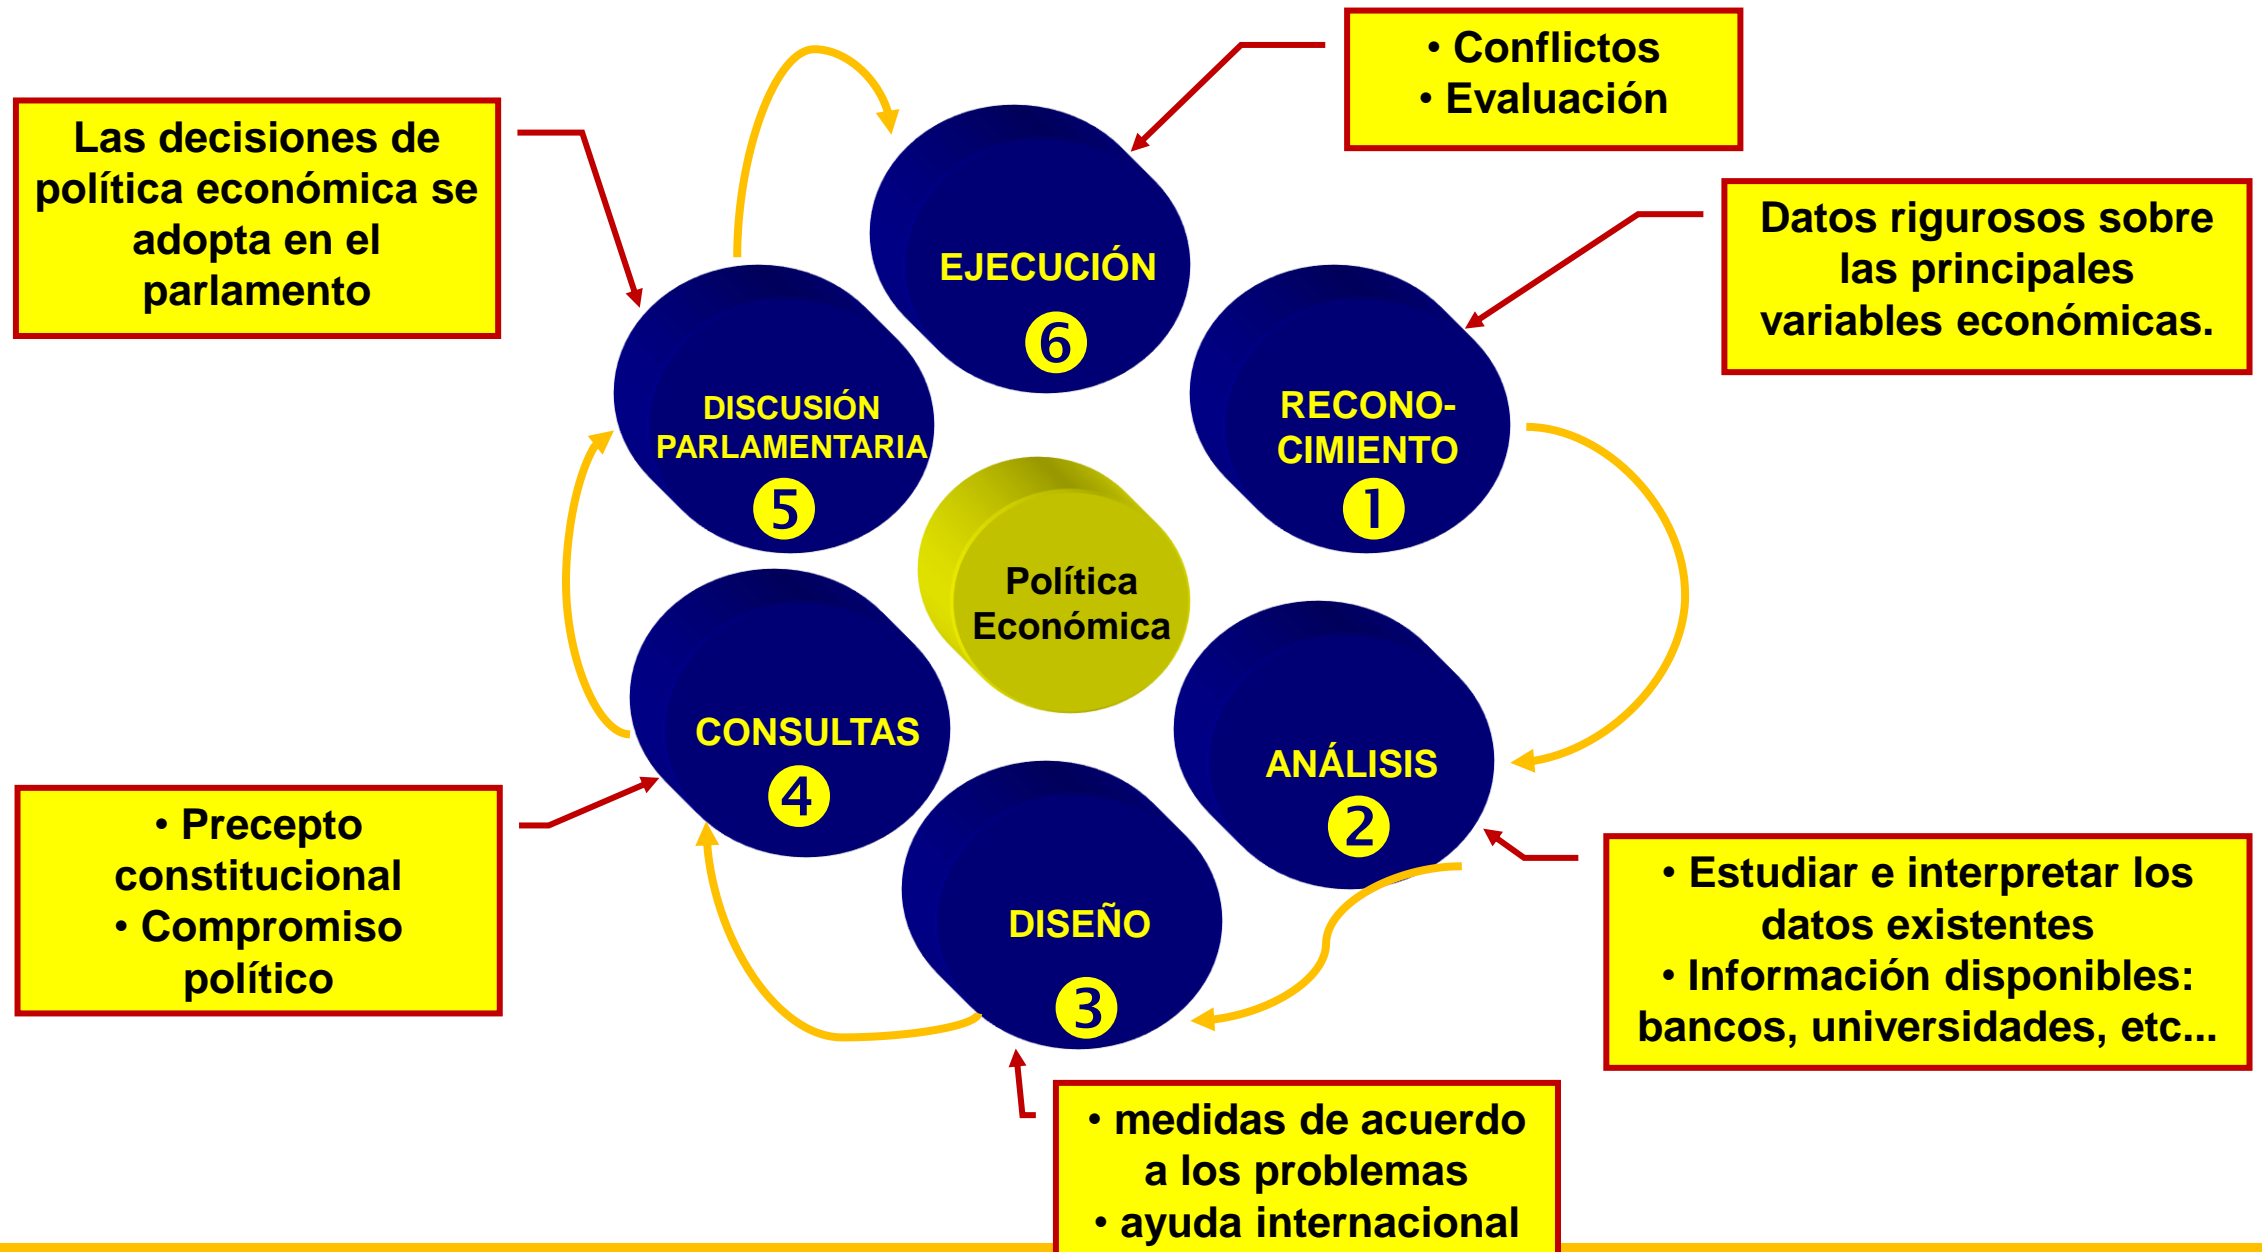 • Conflictos
• Evaluación
Las decisiones de
política económica se
adopta en el
parlamento
Datos rigurosos sobre
las principales
variables económicas.
EJECUCIÓN
6
RECONO-
CIMIENTO
1
DISCUSIÓN
PARLAMENTARIA
5
Política
Económica
CONSULTAS
4
ANÁLISIS
2
• Precepto
constitucional
• Compromiso
político
DISEÑO
3
• Estudiar e interpretar los
datos existentes
• Información disponibles:
bancos, universidades, etc...
• medidas de acuerdo
a los problemas
• ayuda internacional